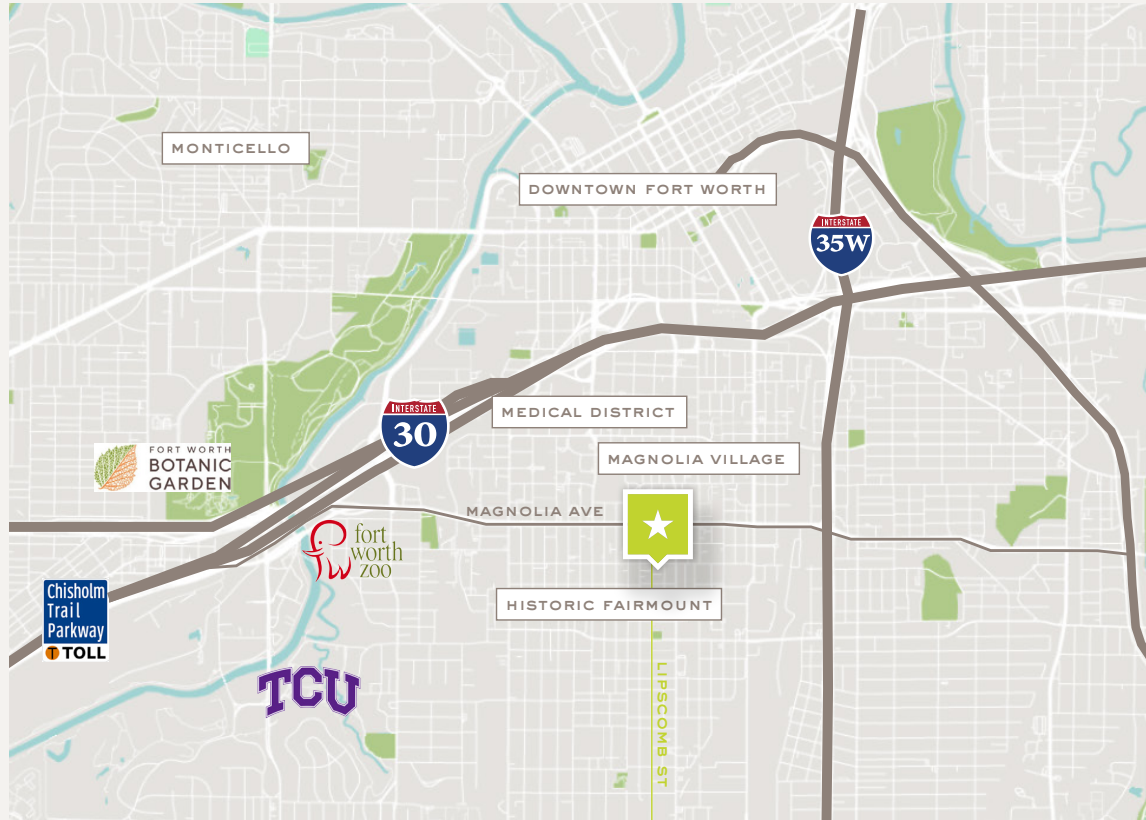 MONTICELLO
DOWNTOWN FORT WORTH
INTERSTATE
35W
INTERSTATE
30
MEDICAL DISTRICT
FORT WORTH
BOTANIC
GARDEN
MAGNOLIA VILLAGE
MAGNOLIA AVE
fort
worth
zoo
Chisholm
Trail
Parkway
T TOLL
HISTORIC FAIRMOUNT
TCU
LIPSCOMB ST